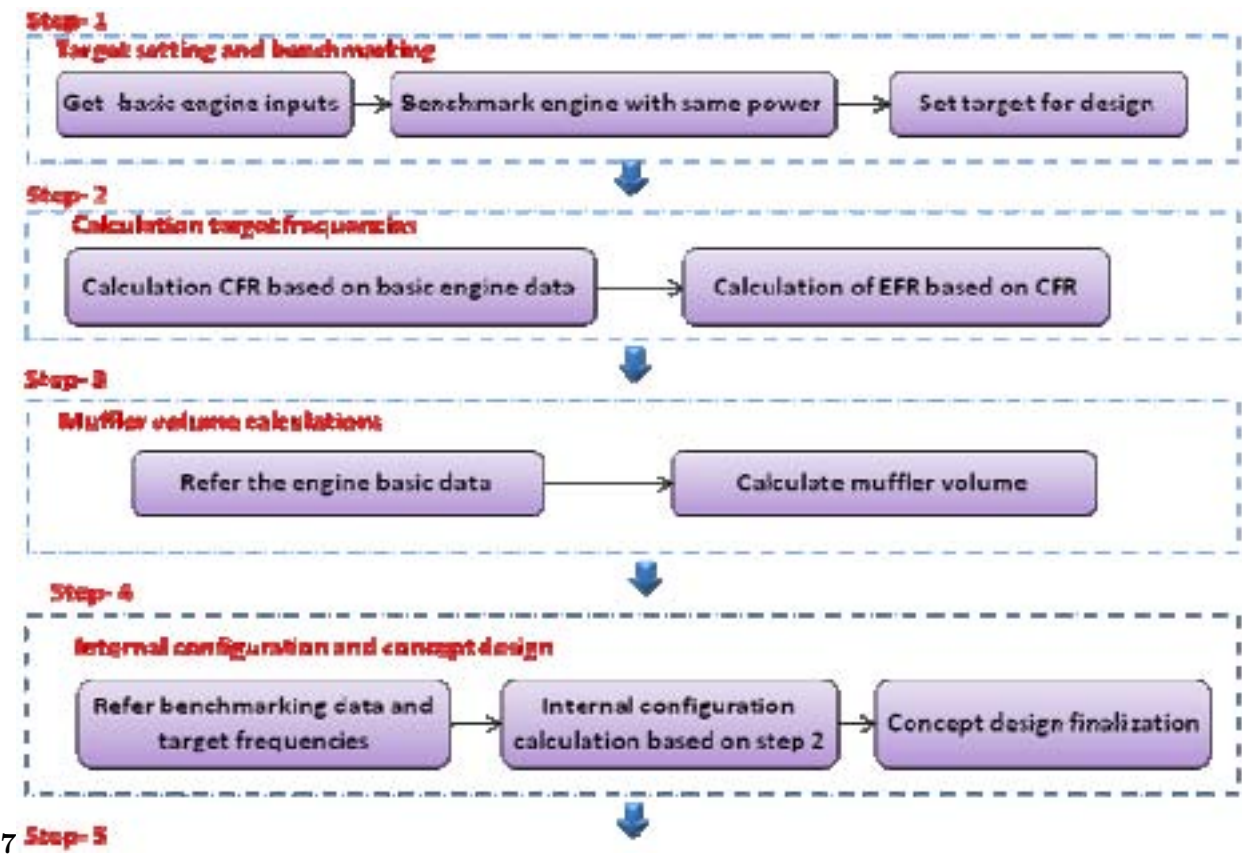 Step- 1
Target setting and benchmarking
Get basic engine inputs
Benchmark engine with same power
Set target for design
Step- 2
Calculation target frequencies
Calculation CFR based on basic engine data
Calculation of EFR based on CFR
Step- 3
Muffler volume calculations
Refer the engine basic data
Calculate muffler volume
Step- 4
Internal configuration and concept design
Refer benchmarking data and
target frequencies
Internal configuration
calculation based on step 2
Concept design finalization
7 Step- 5